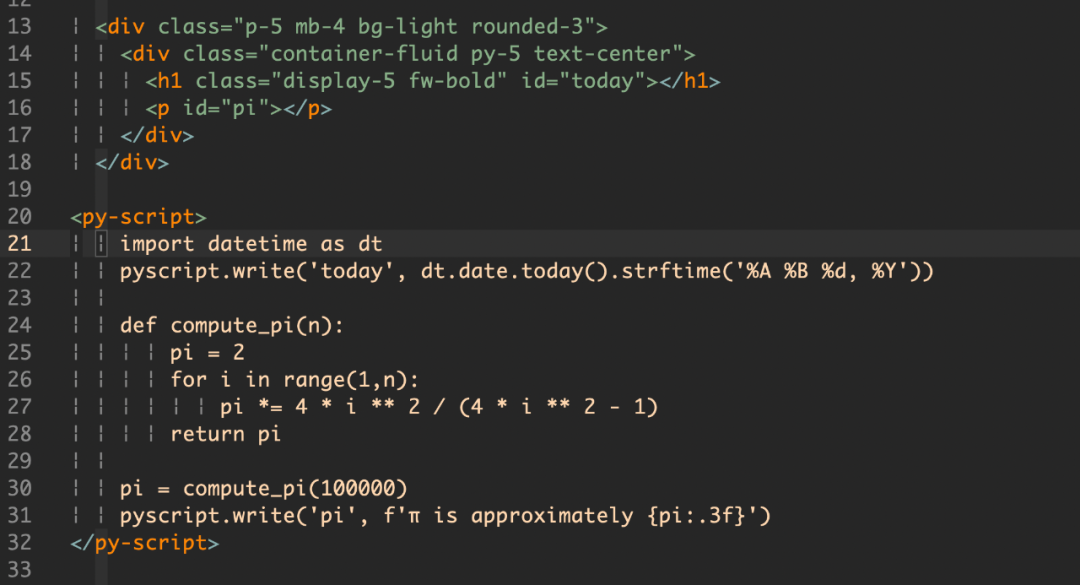 12
13 <div class="p-5 mb-4 bg-light rounded-3">
14 <div class="container-fluid py-5 text-center">
15 <h1 class="display-5 fw-bold" id="today"></h1>
16 <p id="pi"></p>
17 </div>
18 </div>
19
20 <py-script>
21 import datetime as dt
22 pyscript.write('today', dt.date.today().strftime('%A %B %d, %Y'))
23
24 def compute_pi(n):
25 pi = 2
26 for i in range(1,n):
27 pi *= 4 * i ** 2 / (4 * i ** 2 - 1)
28 return pi
29
30 pi = compute_pi(100000)
31 pyscript.write('pi', f'π is approximately {pi:.3f}')
32 </py-script>
33